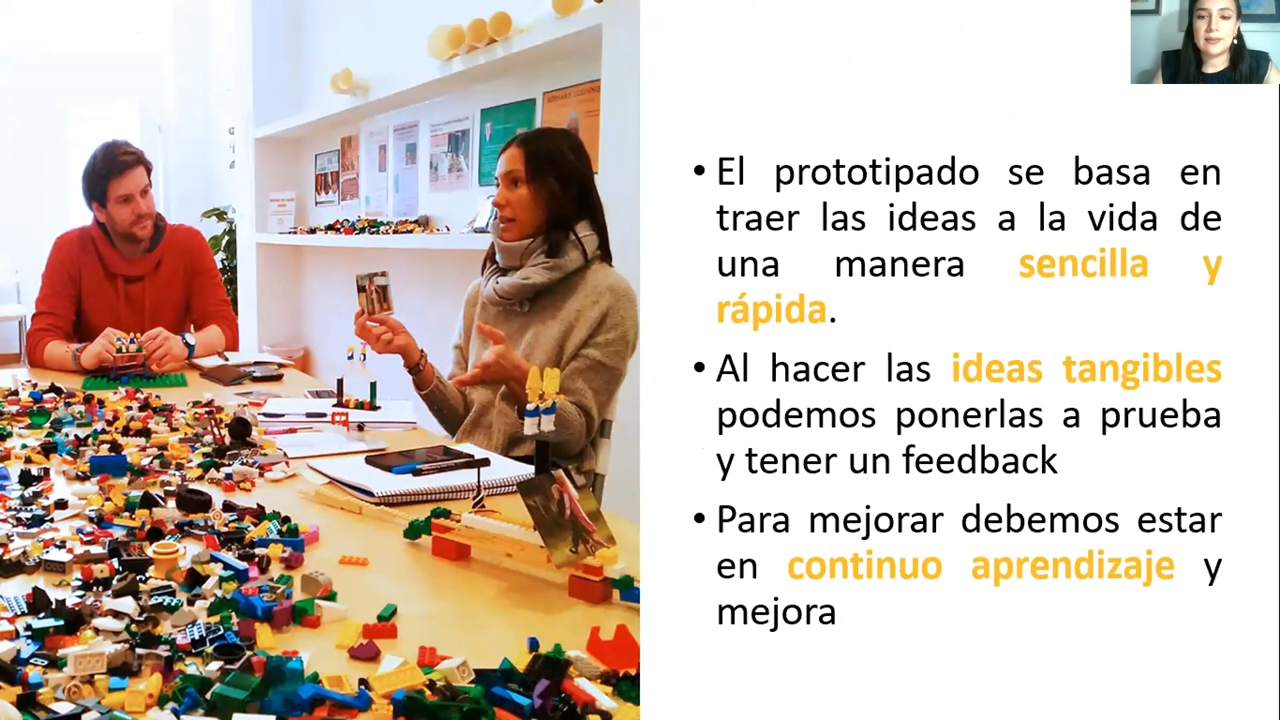 • El prototipado se basa en
traer las ideas a la vida de
una manera sencilla y
rápida.
• Al hacer las ideas tangibles
podemos ponerlas a prueba
y tener un feedback
• Para mejorar debemos estar
en continuo aprendizaje y
mejora